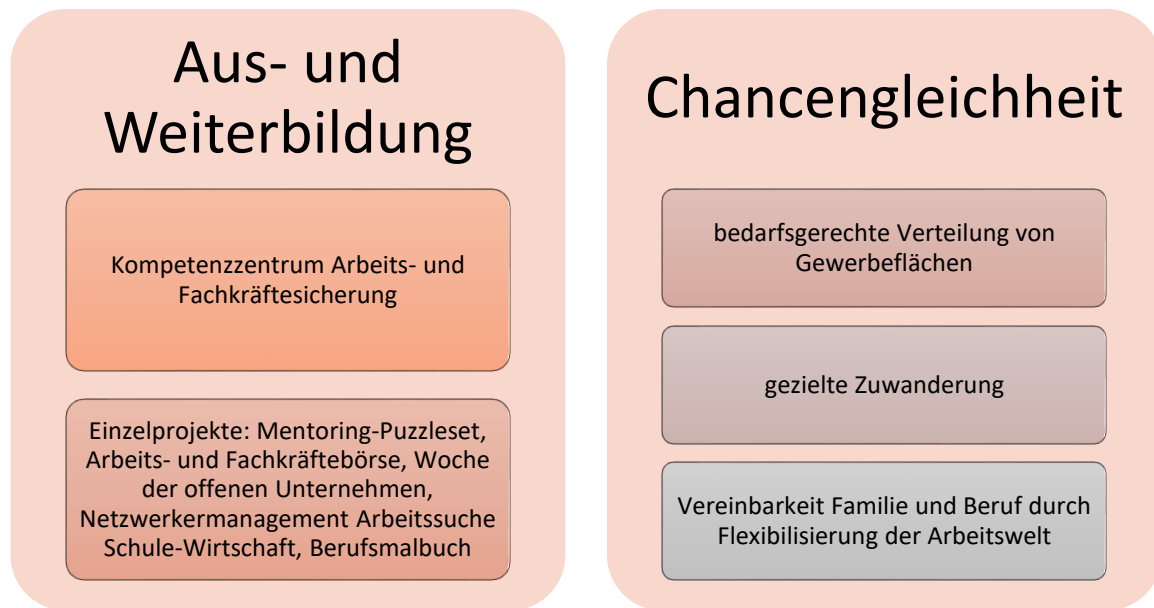 Aus- und
Weiterbildung
Kompetenzzentrum Arbeits- und
Fachkräftesicherung
Einzelprojekte: Mentoring-Puzzleset,
Arbeits- und Fachkräftebörse, Woche
der offenen Unternehmen,
Netzwerkermanagement Arbeitssuche
Schule-Wirtschaft, Berufsmalbuch
Chancengleichheit
bedarfsgerechte Verteilung von
Gewerbeflächen
gezielte Zuwanderung
Vereinbarkeit Familie und Beruf durch
Flexibilisierung der Arbeitswelt